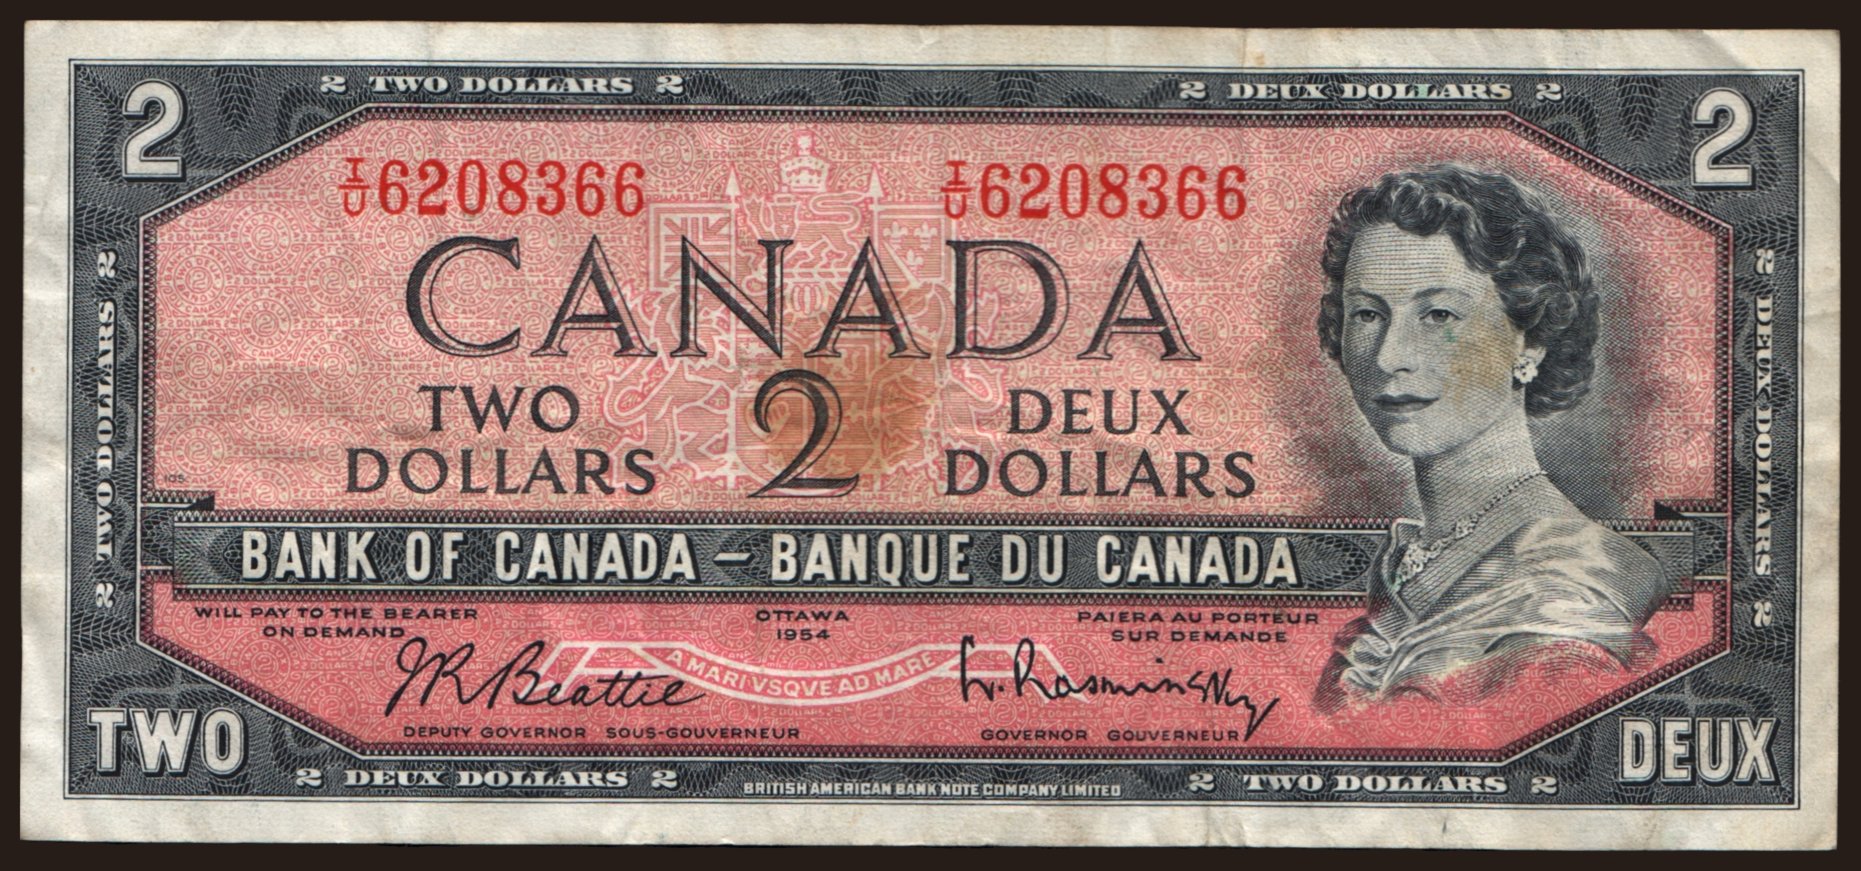 2 TWO DOLLARS 2
2 DEUX DOLLARS 2
2
2
I/U 6208366
I/U 6208366
CANADA
TWO
DOLLARS
2
DEUX
DOLLARS
2 TWO DOLLARS 2
2 DEUX DOLLARS 2
105
BANK OF CANADA – BANQUE DU CANADA
WILL PAY TO THE BEARER
ON DEMAND
OTTAWA
1954
PAIERA AU PORTEUR
SUR DEMANDE
A MARI VSQVE AD MARE
J R Beattie
L. Rasminsky
DEPUTY GOVERNOR SOUS-GOUVERNEUR
GOVERNOR GOUVERNEUR
TWO
DEUX
2 DEUX DOLLARS 2
BRITISH AMERICAN BANK NOTE COMPANY LIMITED
2 TWO DOLLARS 2